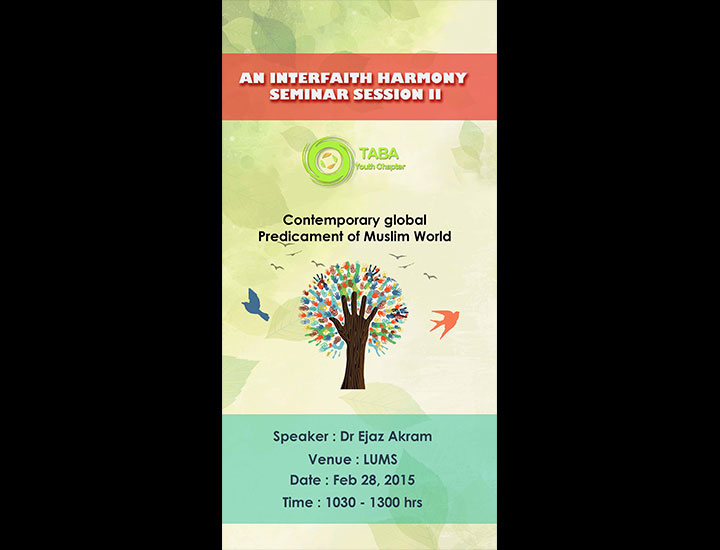 AN INTERFAITH HARMONY
SEMINAR SESSION II
TABA
Youth Chapter
Contemporary global
Predicament of Muslim World
Speaker : Dr Ejaz Akram
Venue : LUMS
Date : Feb 28, 2015
Time : 1030 - 1300 hrs